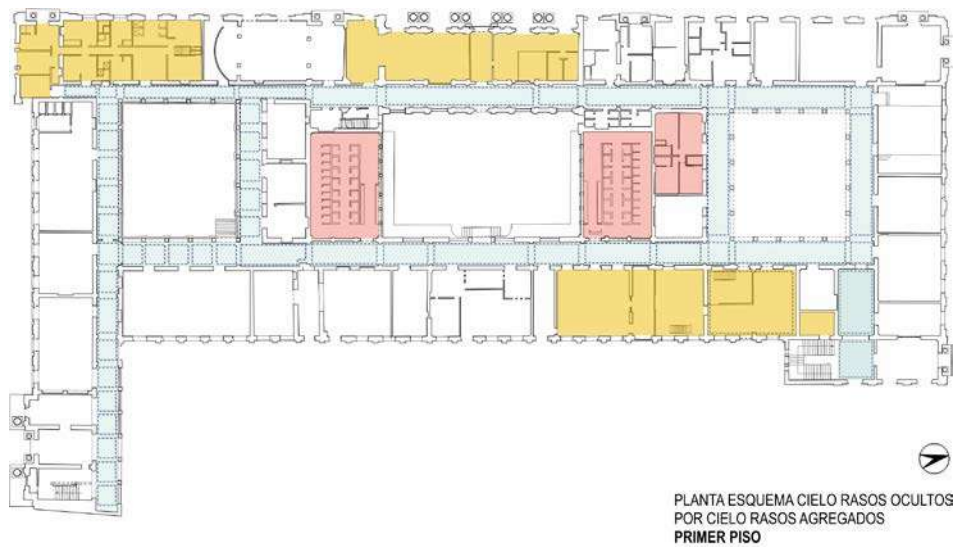 PLANTA ESQUEMA CIELO RASOS OCULTOS
POR CIELO RASOS AGREGADOS
PRIMER PISO